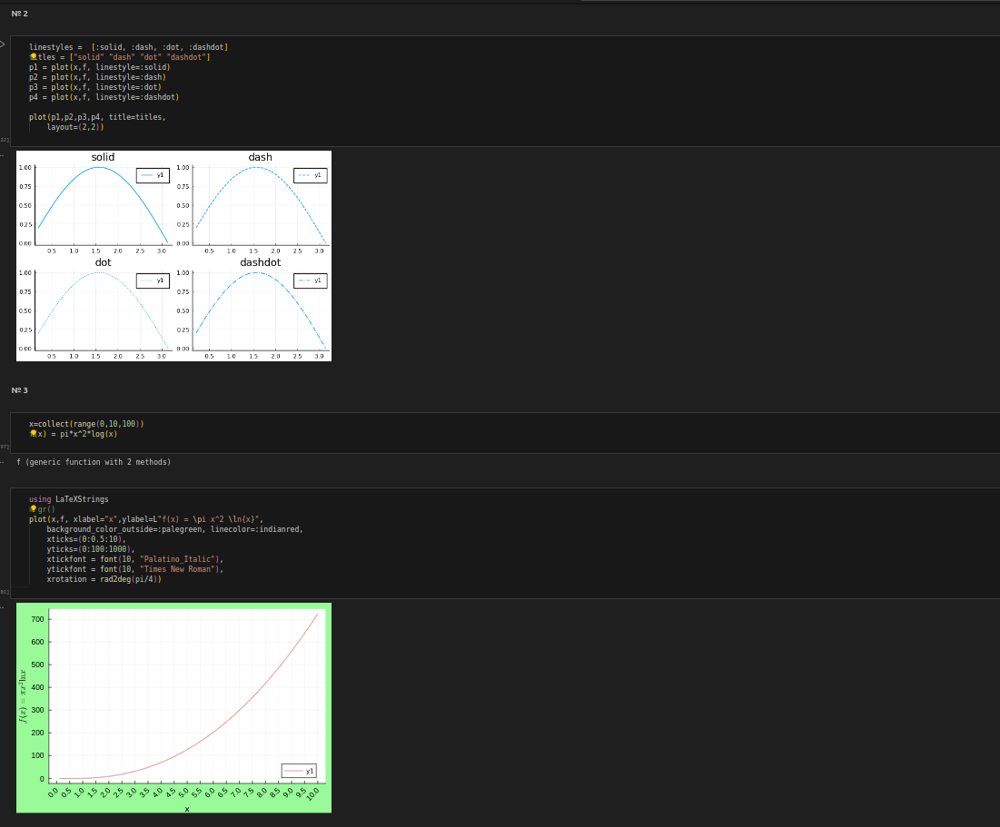 № 2
linestyles =  [:solid, :dash, :dot, :dashdot]
tles = ["solid" "dash" "dot" "dashdot"]
p1 = plot(x,f, linestyle=:solid)
p2 = plot(x,f, linestyle=:dash)
p3 = plot(x,f, linestyle=:dot)
p4 = plot(x,f, linestyle=:dashdot)
plot(p1,p2,p3,p4, title=titles,
layout=(2,2))
22]
solid
y1
1.00
0.75
0.50
0.25
0.00
0.5 1.0 1.5 2.0 2.5 3.0
dash
y1
1.00
0.75
0.50
0.25
0.00
0.5 1.0 1.5 2.0 2.5 3.0
dot
y1
1.00
0.75
0.50
0.25
0.00
0.5 1.0 1.5 2.0 2.5 3.0
dashdot
y1
1.00
0.75
0.50
0.25
0.00
0.5 1.0 1.5 2.0 2.5 3.0
№ 3
x=collect(range(0,10,100))
(x) = pi*x^2*log(x)
f (generic function with 2 methods)
using LaTeXStrings
gr()
plot(x,f, xlabel="x",ylabel=L"f(x) = \pi x^2 \ln{x}",
background_color_outside=:palegreen, linecolor=:indianred,
xticks=(0:0.5:10),
yticks=(0:100:1000),
xtickfont = font(10, "Palatino_Italic"),
ytickfont = font(10, "Times New Roman"),
xrotation = rad2deg(pi/4))
700
600
500
400
300
200
100
0
f(x) = πx²lnx
y1
0.0 0.5 1.0 1.5 2.0 2.5 3.0 3.5 4.0 4.5 5.0 5.5 6.0 6.5 7.0 7.5 8.0 8.5 9.0 9.5 10.0
x